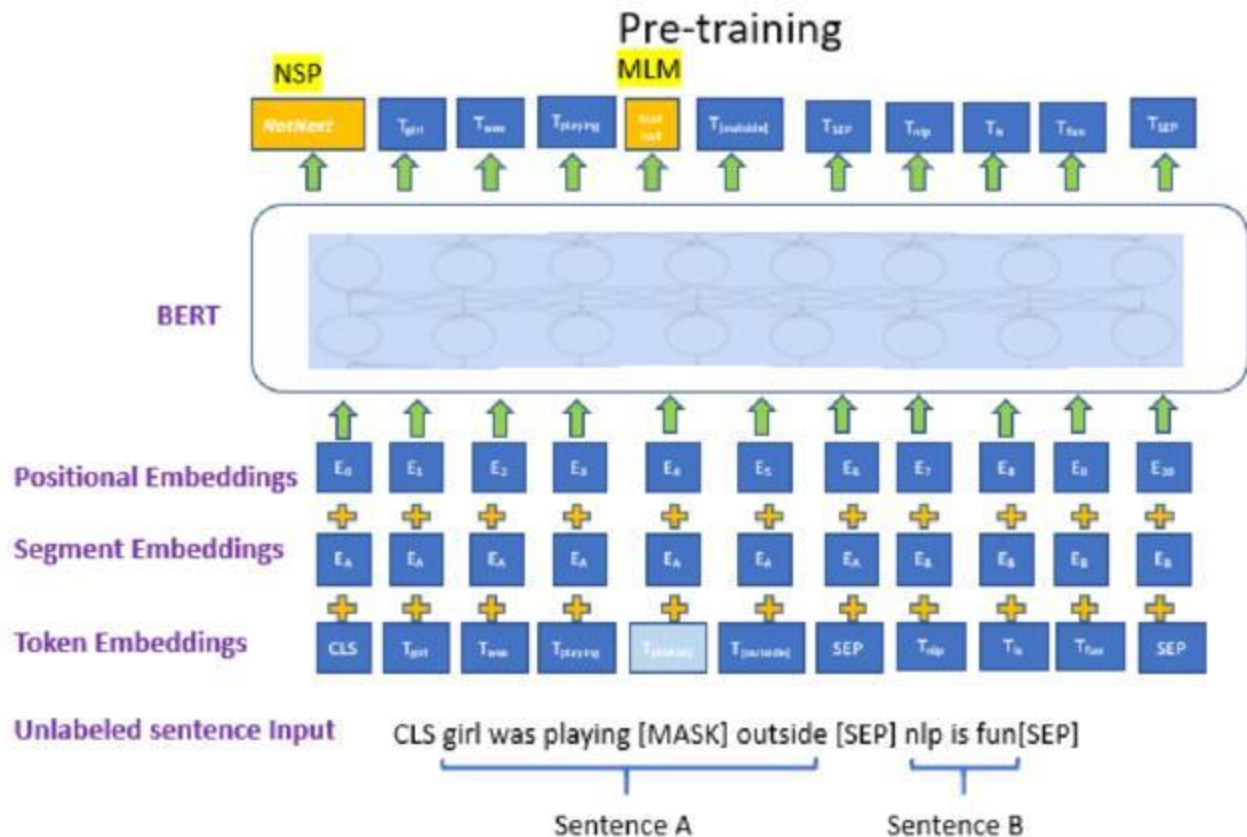 Pre-training
NSP MLM
NotNext T_girl T_was T_playing T_[outside] T_SEP T_nlp T_is T_fun T_SEP
BERT
Positional Embeddings E_0 E_1 E_2 E_3 E_4 E_5 E_6 E_7 E_8 E_9 E_10
Segment Embeddings E_A E_A E_A E_A E_A E_A E_A E_B E_B E_B E_B
Token Embeddings CLS T_girl T_was T_playing T_[MASK] T_[outside] SEP T_nlp T_is T_fun SEP
Unlabeled sentence Input CLS girl was playing [MASK] outside [SEP] nlp is fun[SEP]
Sentence A Sentence B